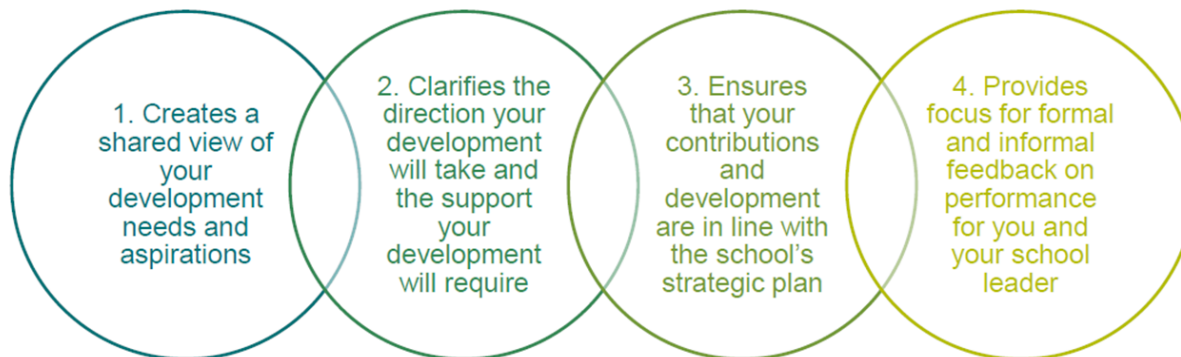 1. Creates a
shared view of
your
development
needs and
aspirations
2. Clarifies the
direction your
development
will take and
the support
your
development
will require
3. Ensures
that your
contributions
and
development
are in line with
the school's
strategic plan
4. Provides
focus for formal
and informal
feedback on
performance
for you and
your school
leader